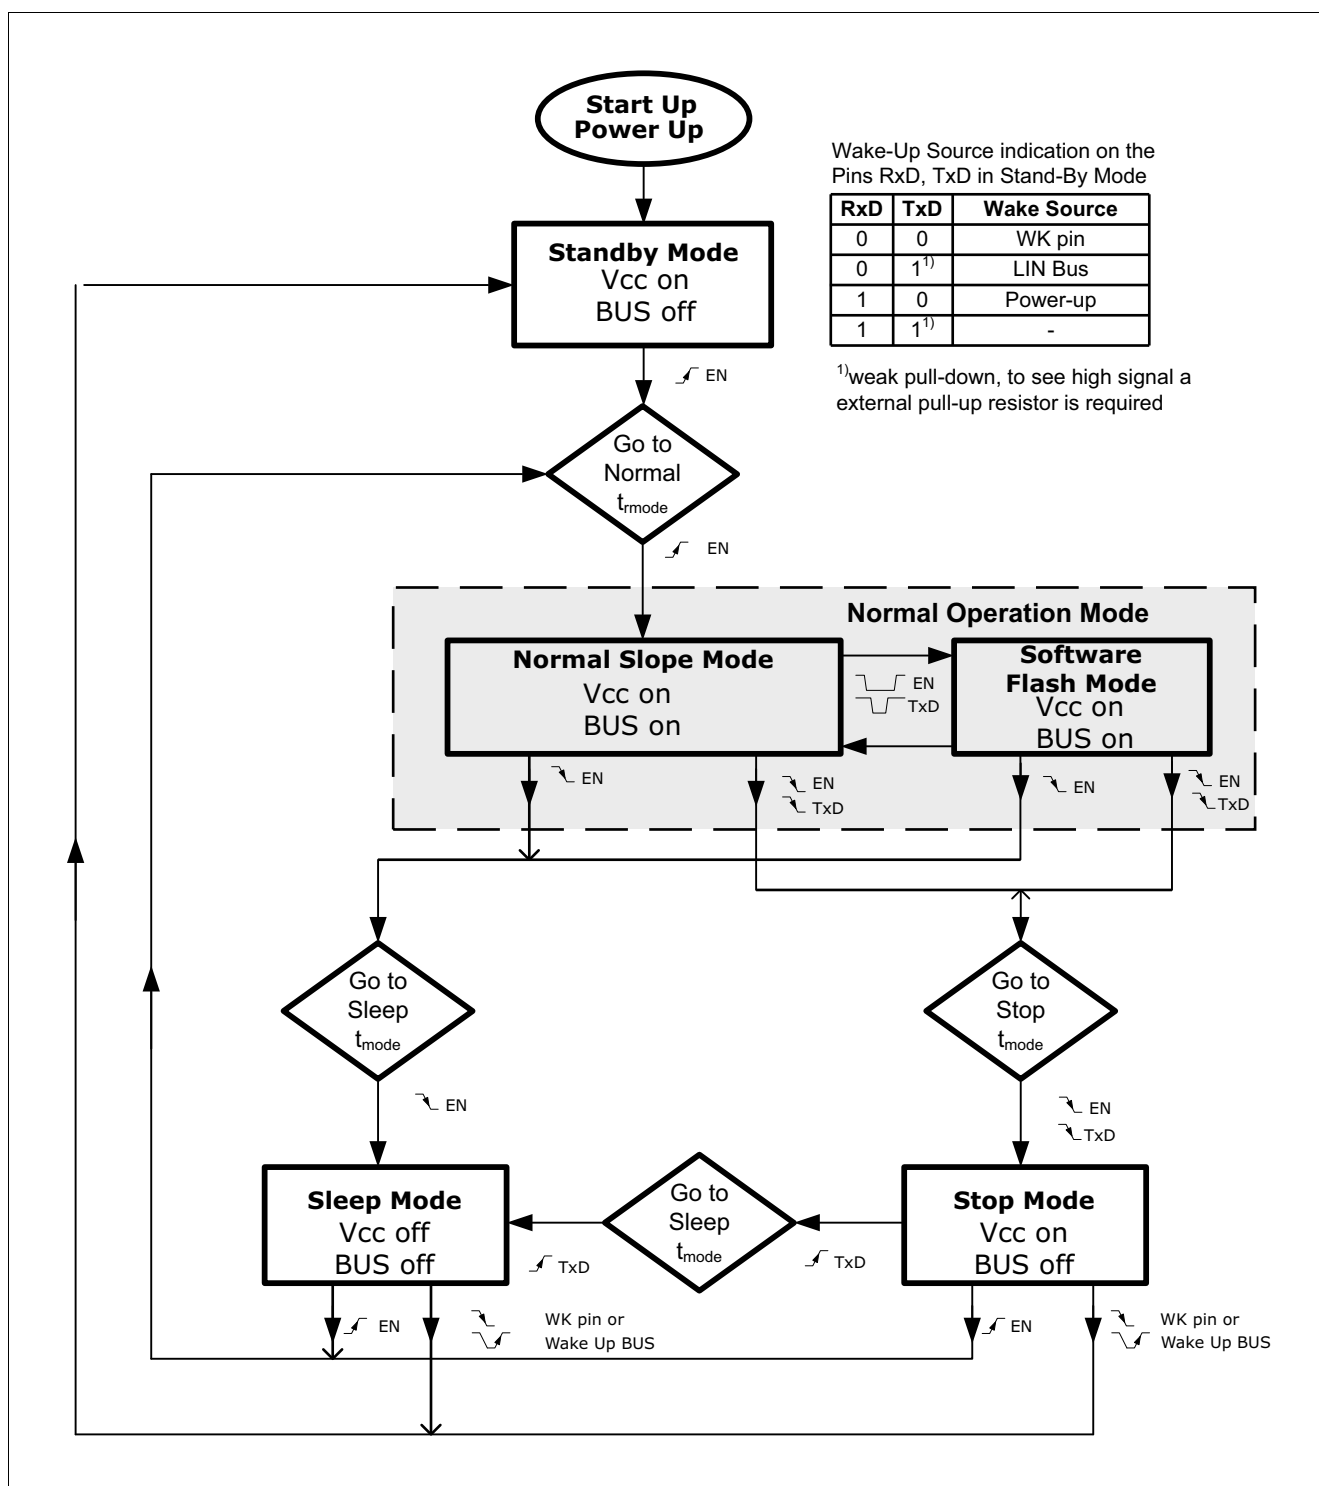 Start Up
Power Up
Wake-Up Source indication on the
Pins RxD, TxD in Stand-By Mode
RxD TxD Wake Source
0 0 WK pin
0 1¹⁾ LIN Bus
1 0 Power-up
1 1¹⁾ -
¹⁾weak pull-down, to see high signal a
external pull-up resistor is required
Standby Mode
Vcc on
BUS off
EN
Go to
Normal
trmode
EN
Normal Operation Mode
Normal Slope Mode
Vcc on
BUS on
EN
TxD
Software
Flash Mode
Vcc on
BUS on
EN
EN
TxD
EN
EN
TxD
Go to
Sleep
tmode
Go to
Stop
tmode
EN
EN
TxD
Sleep Mode
Vcc off
BUS off
Go to
Sleep
tmode
Stop Mode
Vcc on
BUS off
TxD
TxD
EN
WK pin or
Wake Up BUS
EN
WK pin or
Wake Up BUS